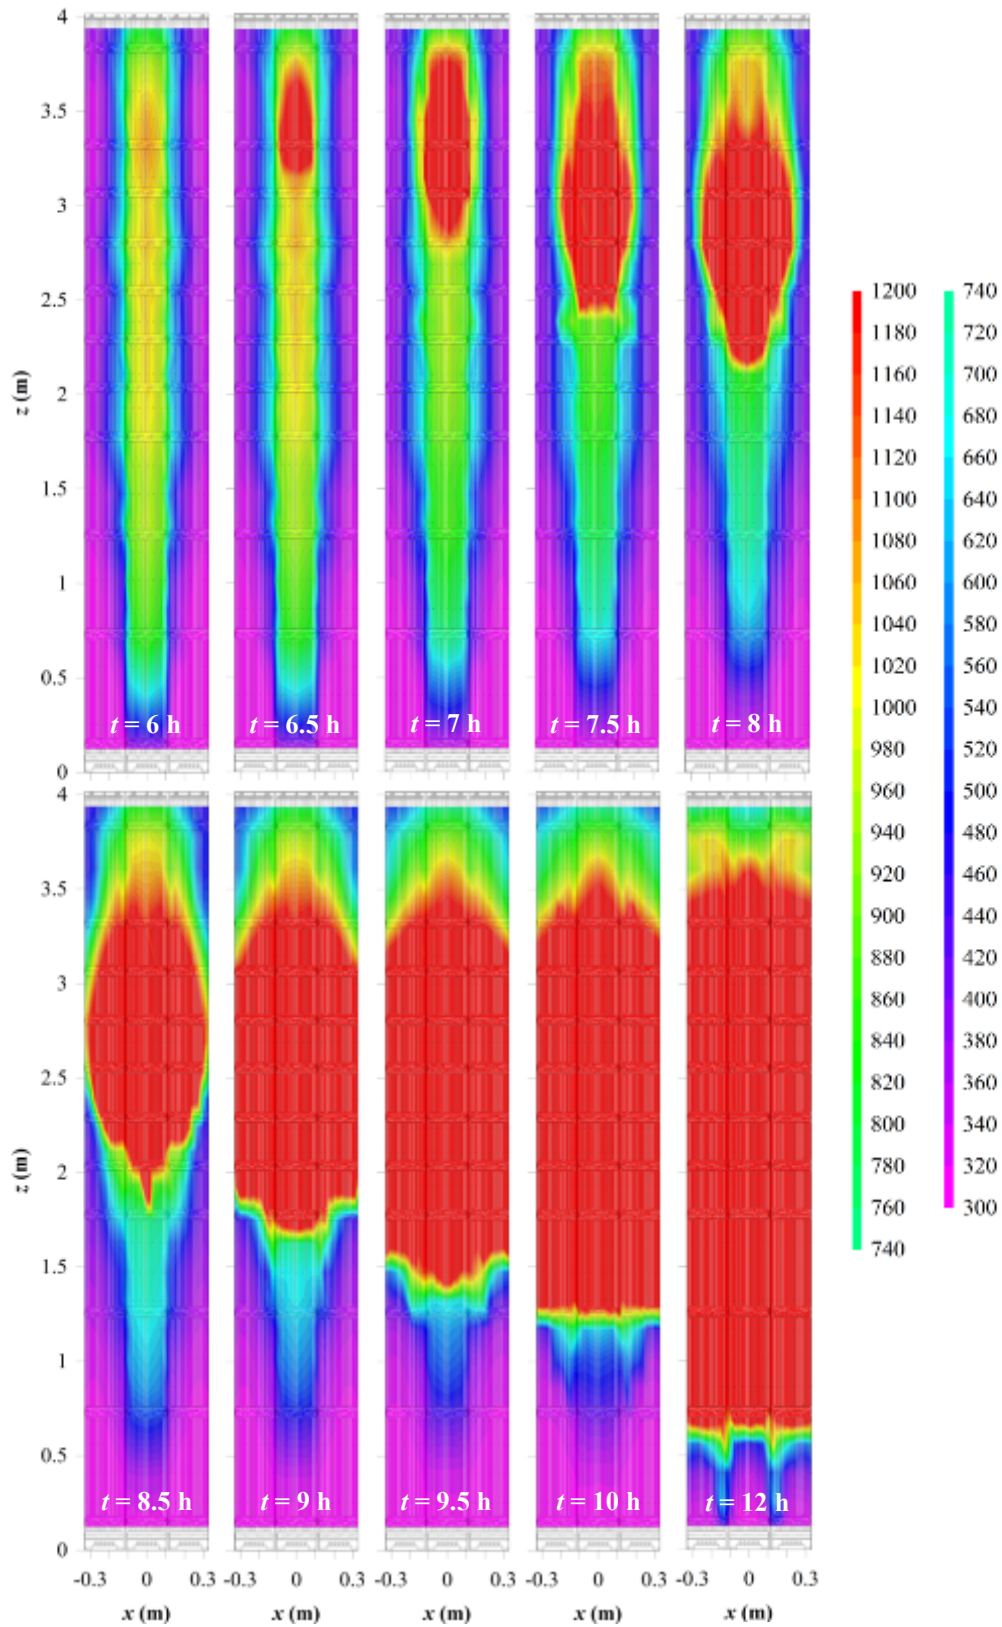 4
3.5
3
2.5
2
1.5
1
0.5
0
z (m)
t = 6 h
t = 6.5 h
t = 7 h
t = 7.5 h
t = 8 h
4
3.5
3
2.5
2
1.5
1
0.5
0
z (m)
t = 8.5 h
t = 9 h
t = 9.5 h
t = 10 h
t = 12 h
-0.3 0 0.3
-0.3 0 0.3
-0.3 0 0.3
-0.3 0 0.3
-0.3 0 0.3
x (m)
x (m)
x (m)
x (m)
x (m)
1200
1180
1160
1140
1120
1100
1080
1060
1040
1020
1000
980
960
940
920
900
880
860
840
820
800
780
760
740
740
720
700
680
660
640
620
600
580
560
540
520
500
480
460
440
420
400
380
360
340
320
300